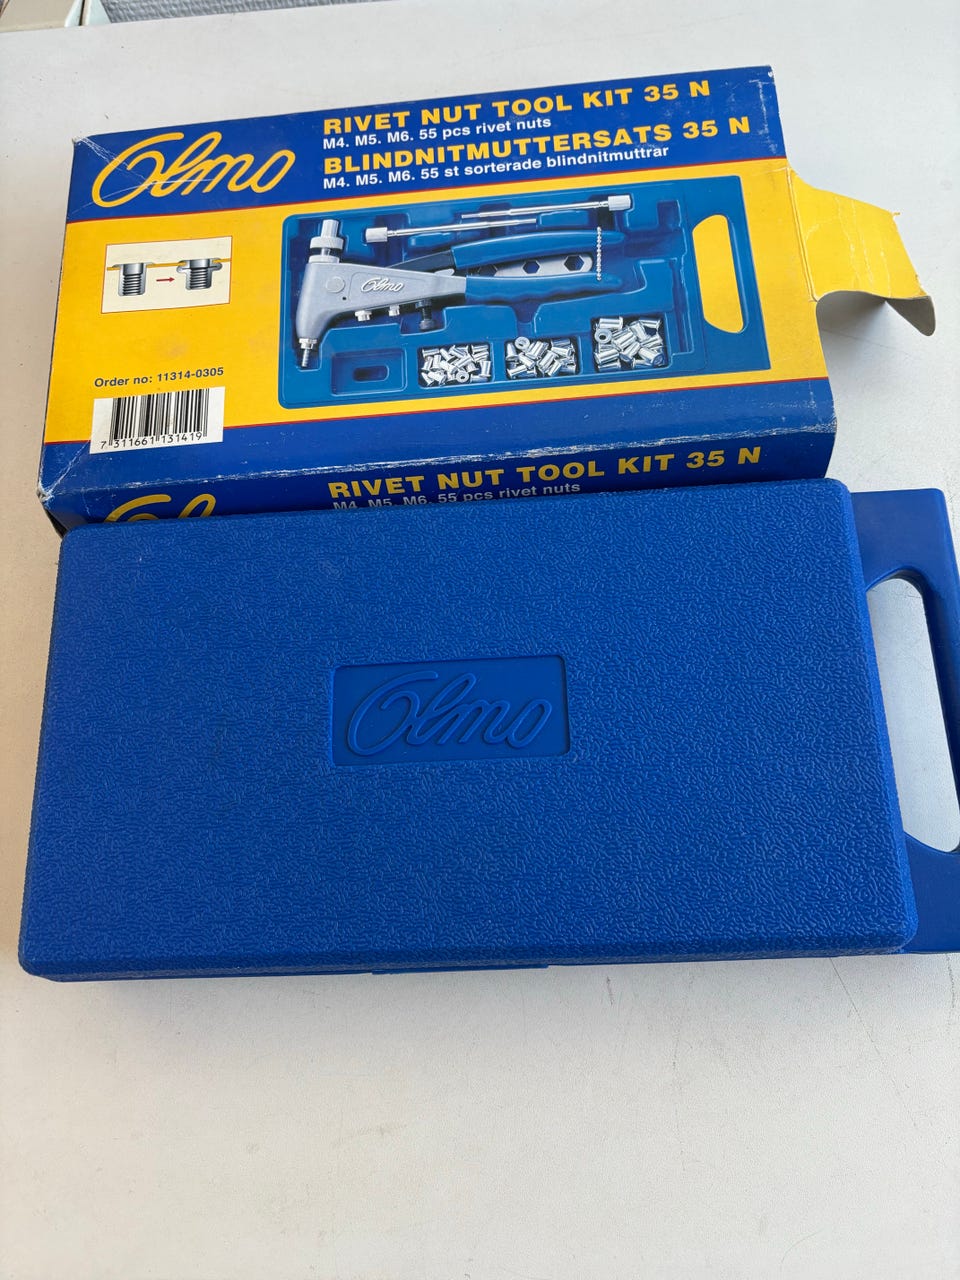 Olmo
RIVET NUT TOOL KIT 35 N
M4. M5. M6. 55 pcs rivet nuts
BLINDNITMUTTERSATS 35 N
M4. M5. M6. 55 st sorterade blindnitmuttrar
Olmo
Order no: 11314-0305
7 311661 131419
RIVET NUT TOOL KIT 35 N
M4. M5. M6. 55 pcs rivet nuts
Olmo